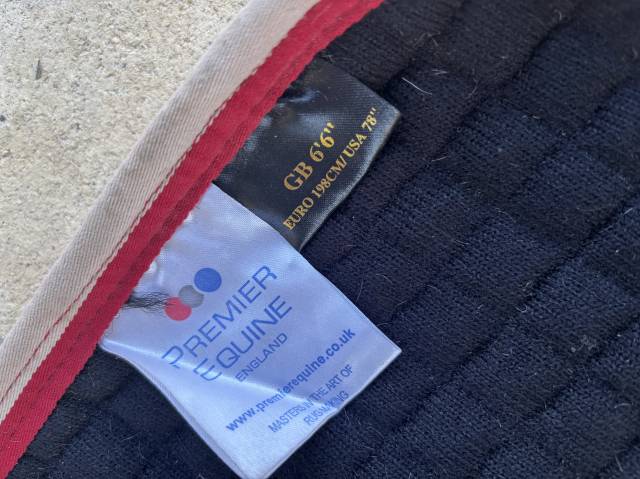 GB 6'6"
EURO 198CM/ USA 78"
PREMIER
EQUINE
ENGLAND
www.premierequine.co.uk
MASTERS IN THE ART OF
RUGMAKING